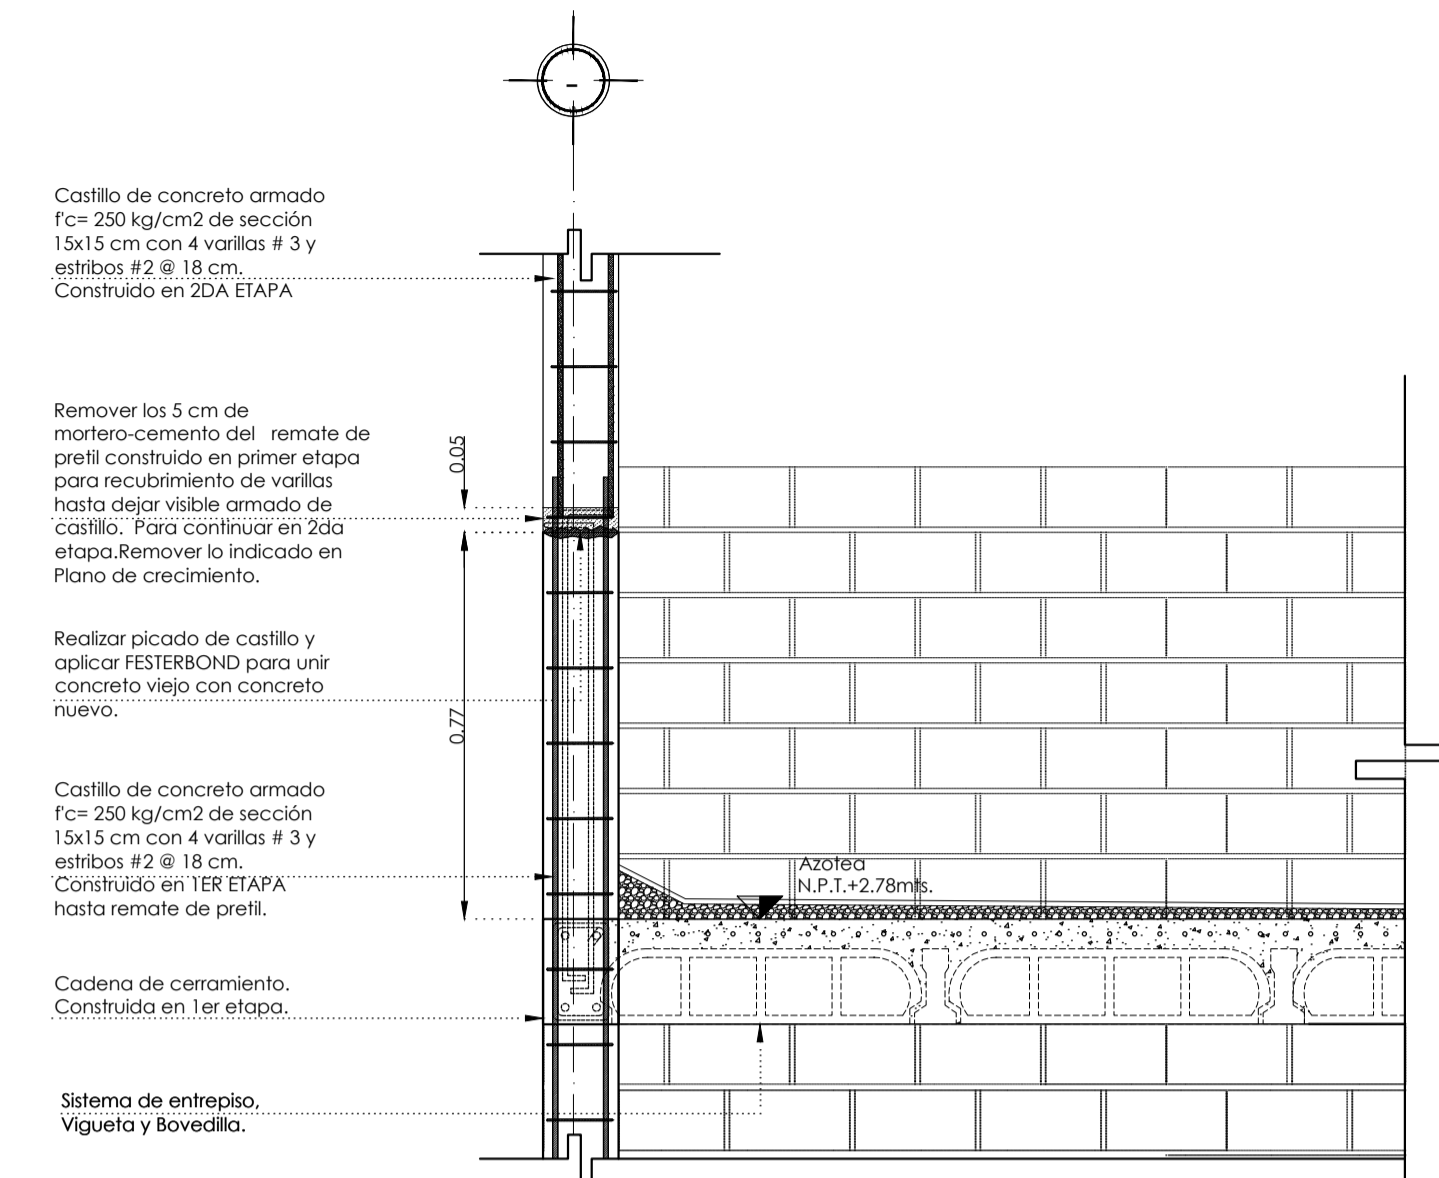 -
Castillo de concreto armado
f'c= 250 kg/cm2 de sección
15x15 cm con 4 varillas # 3 y
estribos #2 @ 18 cm.
Construido en 2DA ETAPA
Remover los 5 cm de
mortero-cemento del remate de
pretil construido en primer etapa
para recubrimiento de varillas
hasta dejar visible armado de
castillo. Para continuar en 2da
etapa.Remover lo indicado en
Plano de crecimiento.
0.05
Realizar picado de castillo y
aplicar FESTERBOND para unir
concreto viejo con concreto
nuevo.
0.77
Castillo de concreto armado
f'c= 250 kg/cm2 de sección
15x15 cm con 4 varillas # 3 y
estribos #2 @ 18 cm.
Construido en 1ER ETAPA
hasta remate de pretil.
Azotea
N.P.T.+2.78mts.
Cadena de cerramiento.
Construida en 1er etapa.
Sistema de entrepiso,
Vigueta y Bovedilla.